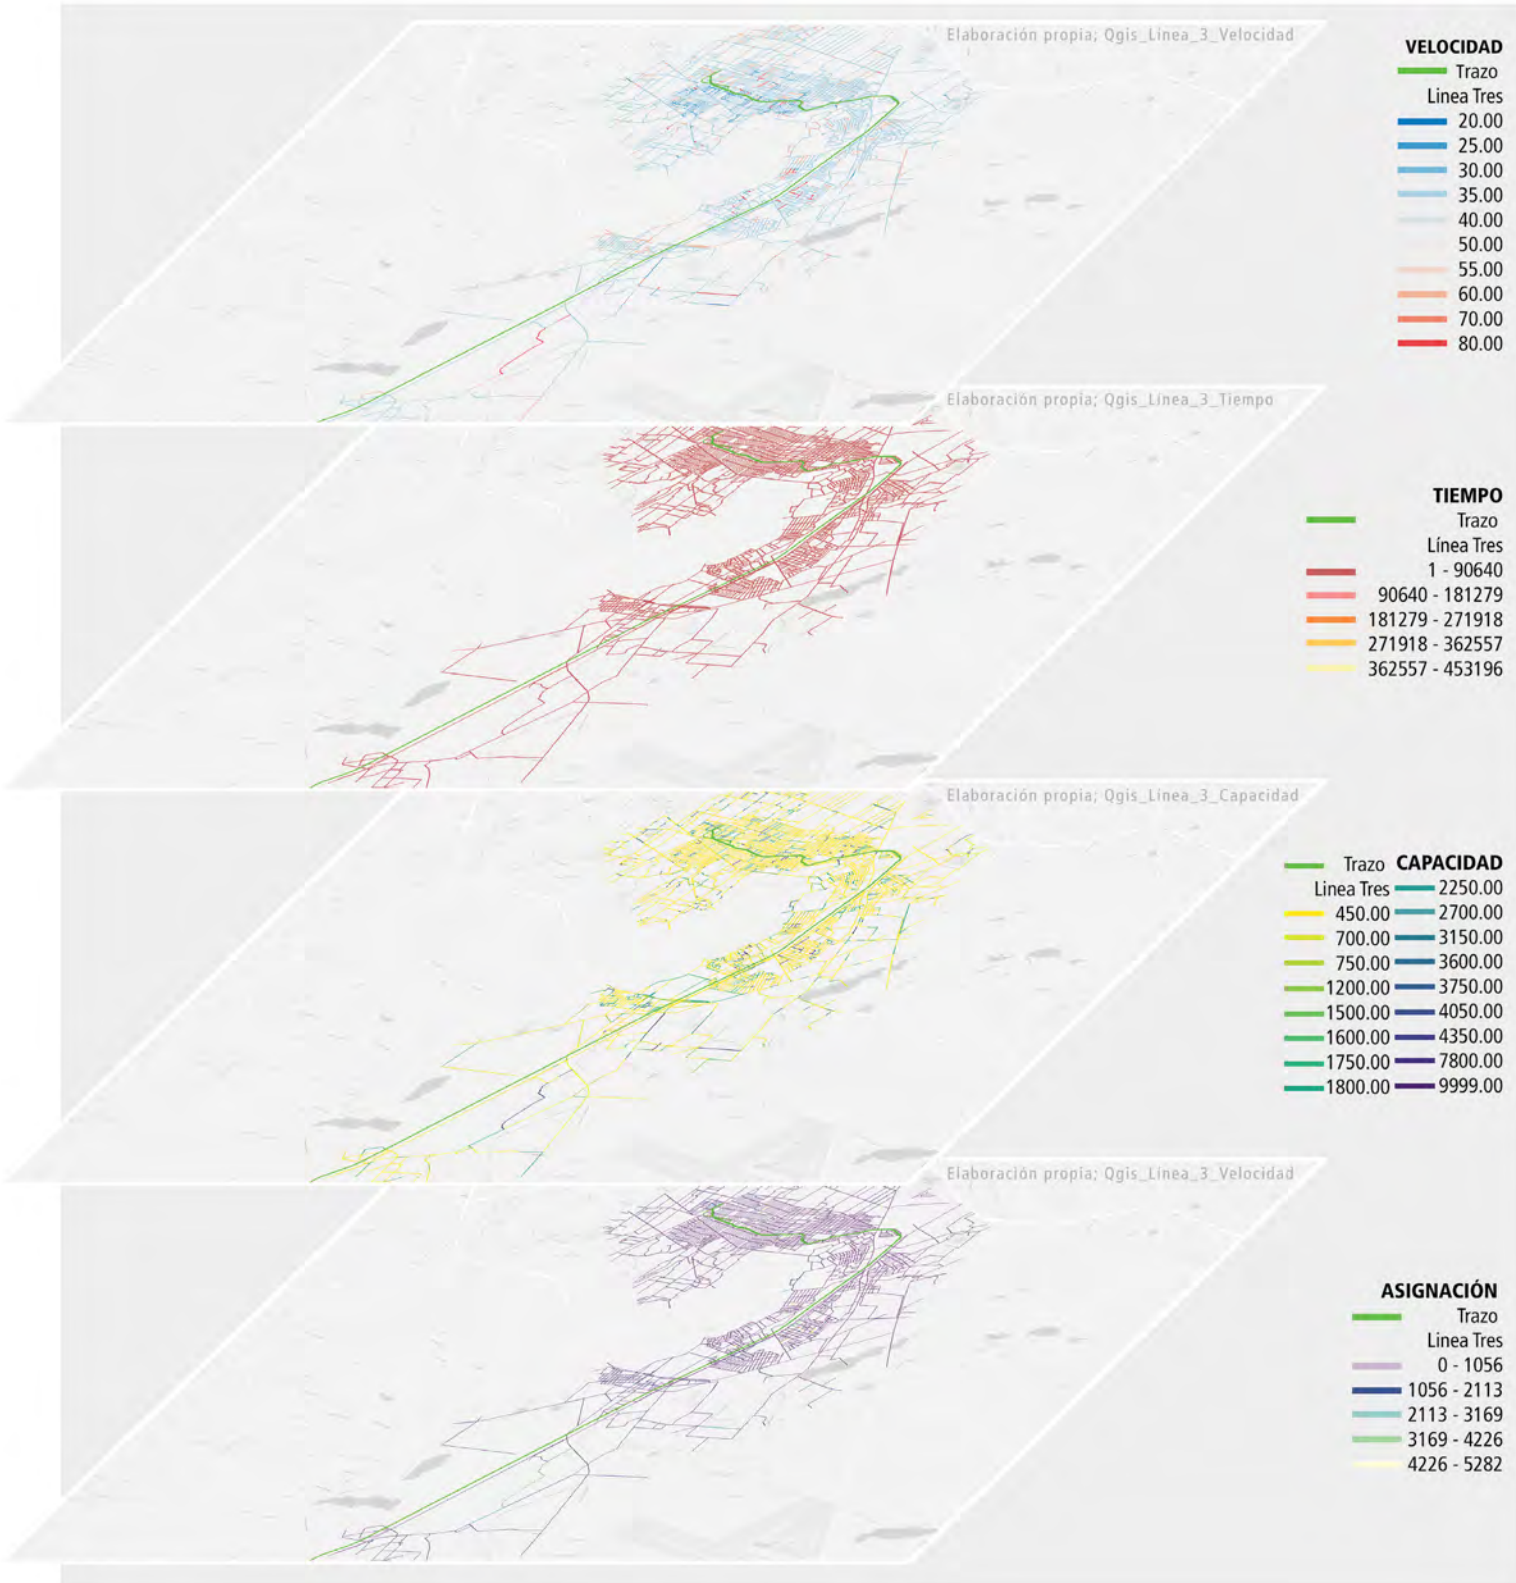 Elaboración propia; Qgis_Linea_3_Velocidad
VELOCIDAD
Trazo
Linea Tres
20.00
25.00
30.00
35.00
40.00
50.00
55.00
60.00
70.00
80.00
Elaboración propia; Qgis_Linea_3_Tiempo
TIEMPO
Trazo
Línea Tres
1 - 90640
90640 - 181279
181279 - 271918
271918 - 362557
362557 - 453196
Elaboración propia; Qgis_Linea_3_Capacidad
Trazo CAPACIDAD
Linea Tres 2250.00
450.00 2700.00
700.00 3150.00
750.00 3600.00
1200.00 3750.00
1500.00 4050.00
1600.00 4350.00
1750.00 7800.00
1800.00 9999.00
Elaboración propia; Qgis_Linea_3_Velocidad
ASIGNACIÓN
Trazo
Linea Tres
0 - 1056
1056 - 2113
2113 - 3169
3169 - 4226
4226 - 5282